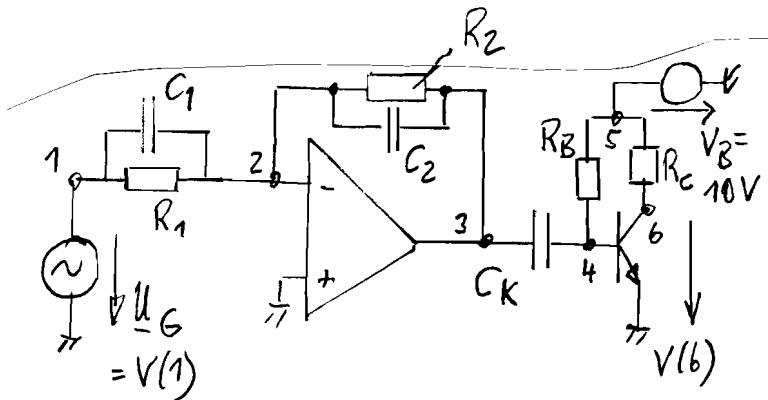 R2
C1
C2
1
R1
2
-
+
3
CK
4
RB
5
RC
VB=
10V
6
~
uG
= V(1)
V(6)